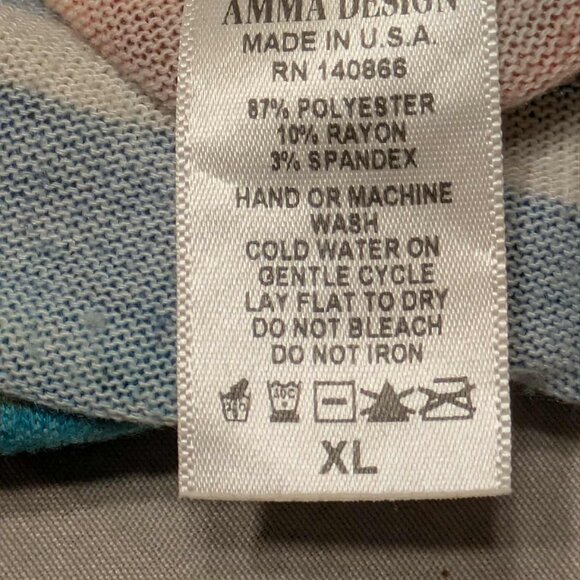 AMMA DESIGN
MADE IN U.S.A.
RN 140866
87% POLYESTER
10% RAYON
3% SPANDEX
HAND OR MACHINE
WASH
COLD WATER ON
GENTLE CYCLE
LAY FLAT TO DRY
DO NOT BLEACH
DO NOT IRON
XL